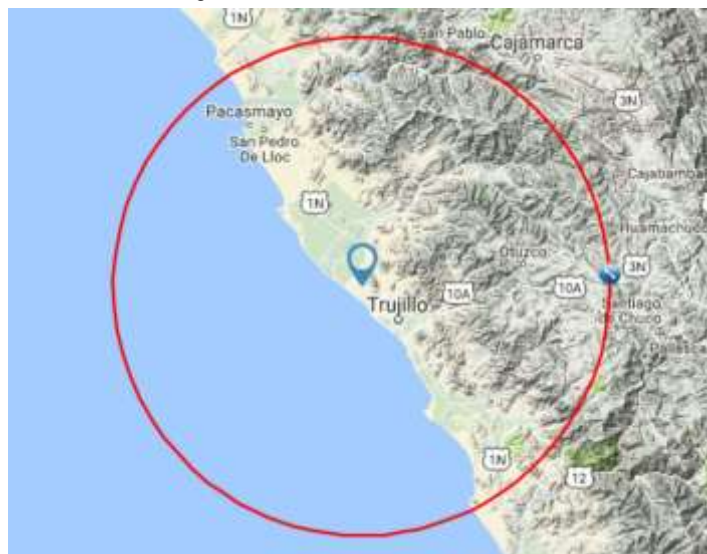 1N
San Pablo
Cajamarca
3N
Pacasmayo
San Pedro
De Lloc
Cajabamba
1N
Huamachuco
Otuzco
3N
10A
10A
Trujillo
Santiago
de Chuco
Pallasca
1N
12